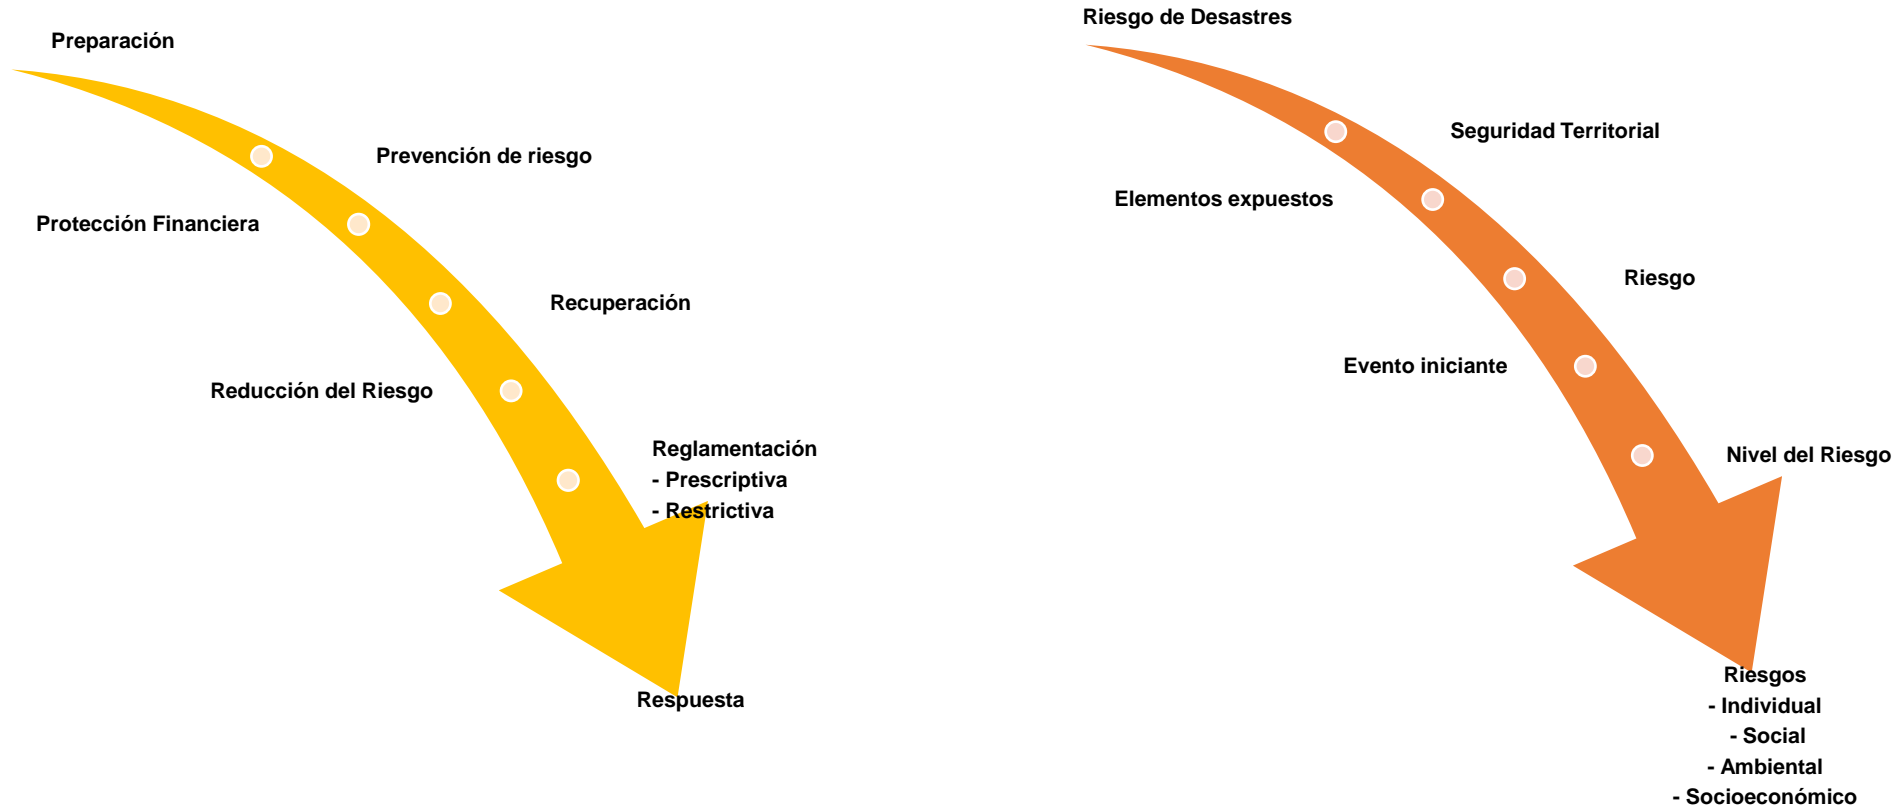 Preparación
Prevención de riesgo
Protección Financiera
Recuperación
Reducción del Riesgo
Reglamentación
- Prescriptiva
- Restrictiva
Respuesta
Riesgo de Desastres
Seguridad Territorial
Elementos expuestos
Riesgo
Evento iniciante
Nivel del Riesgo
Riesgos
- Individual
- Social
- Ambiental
- Socioeconómico